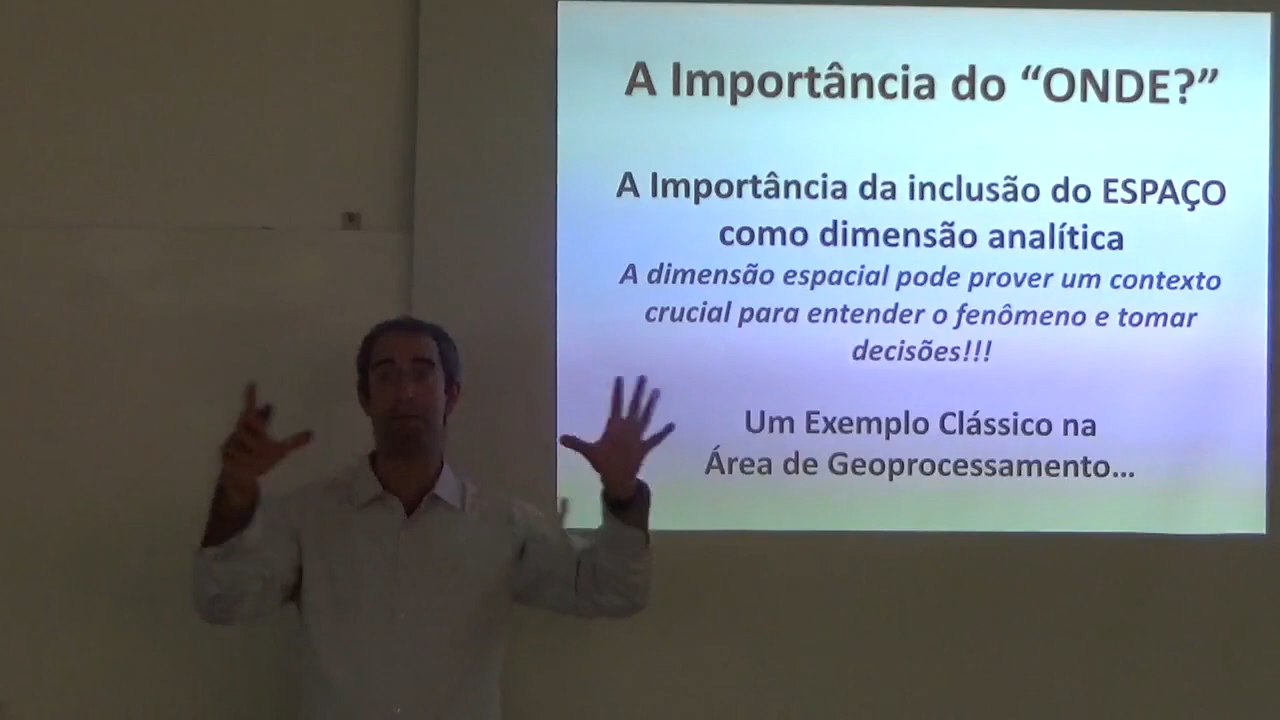 A Importância do “ONDE?”
A Importância da inclusão do ESPAÇO
como dimensão analítica
A dimensão espacial pode prover um contexto
crucial para entender o fenômeno e tomar
decisões!!!
Um Exemplo Clássico na
Área de Geoprocessamento...